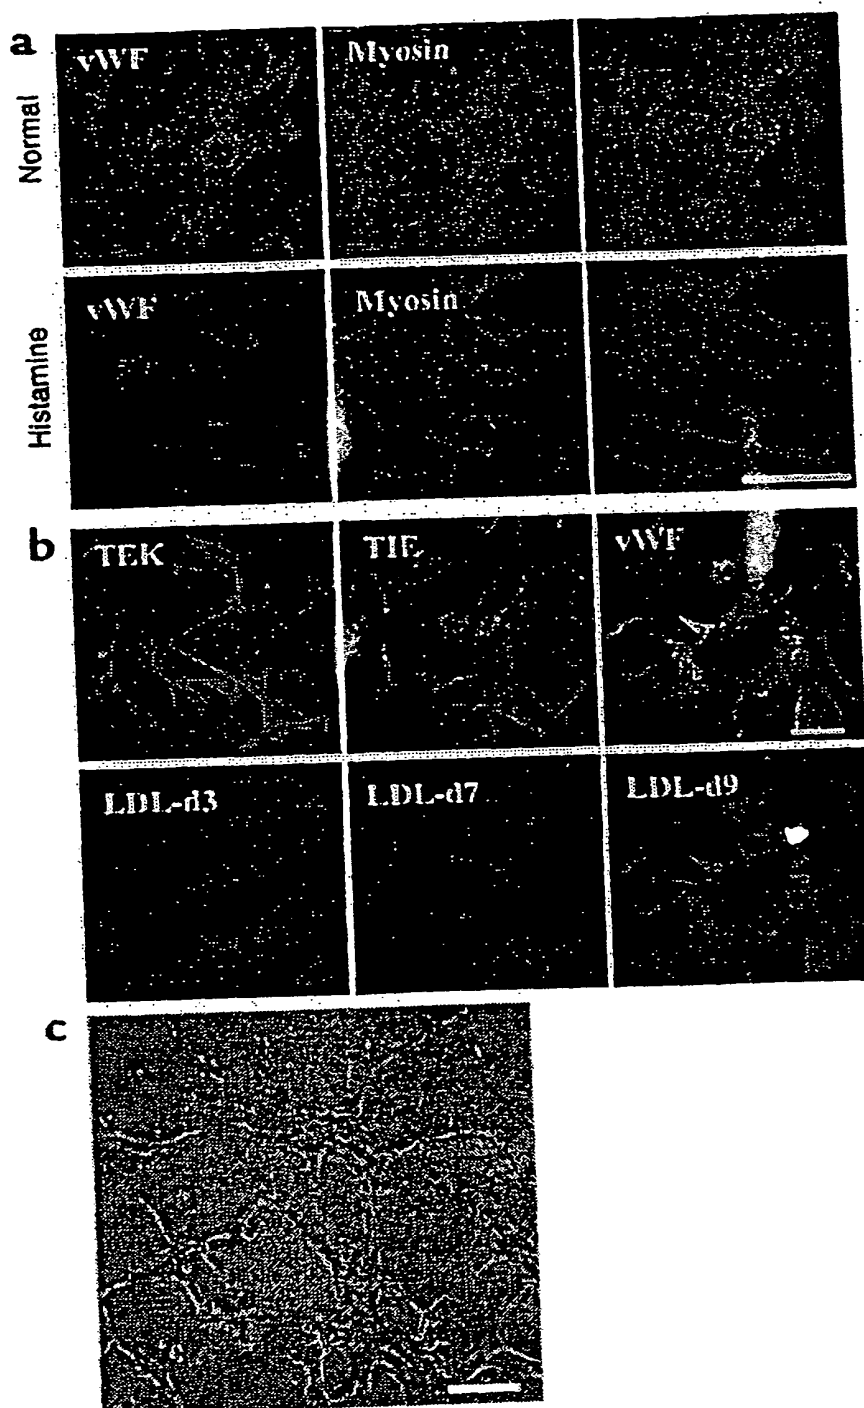 a
Normal
vWF
Myosin
Histamine
vWF
Myosin
b
TEK
TIE
vWF
LDL-d3
LDL-d7
LDL-d9
c